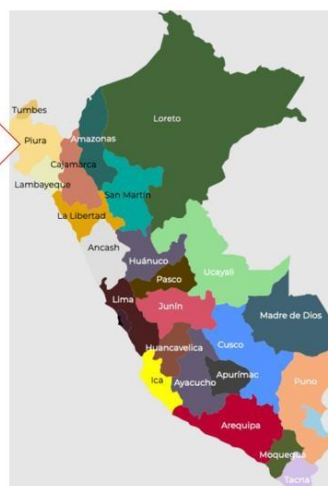 Tumbes
Piura
Amazonas
Loreto
Cajamarca
Lambayeque
San Martín
La Libertad
Ancash
Huánuco
Ucayali
Pasco
Lima
Junín
Madre de Dios
Huancavelica
Cusco
Ica
Ayacucho
Apurímac
Puno
Arequipa
Moquegua
Tacna